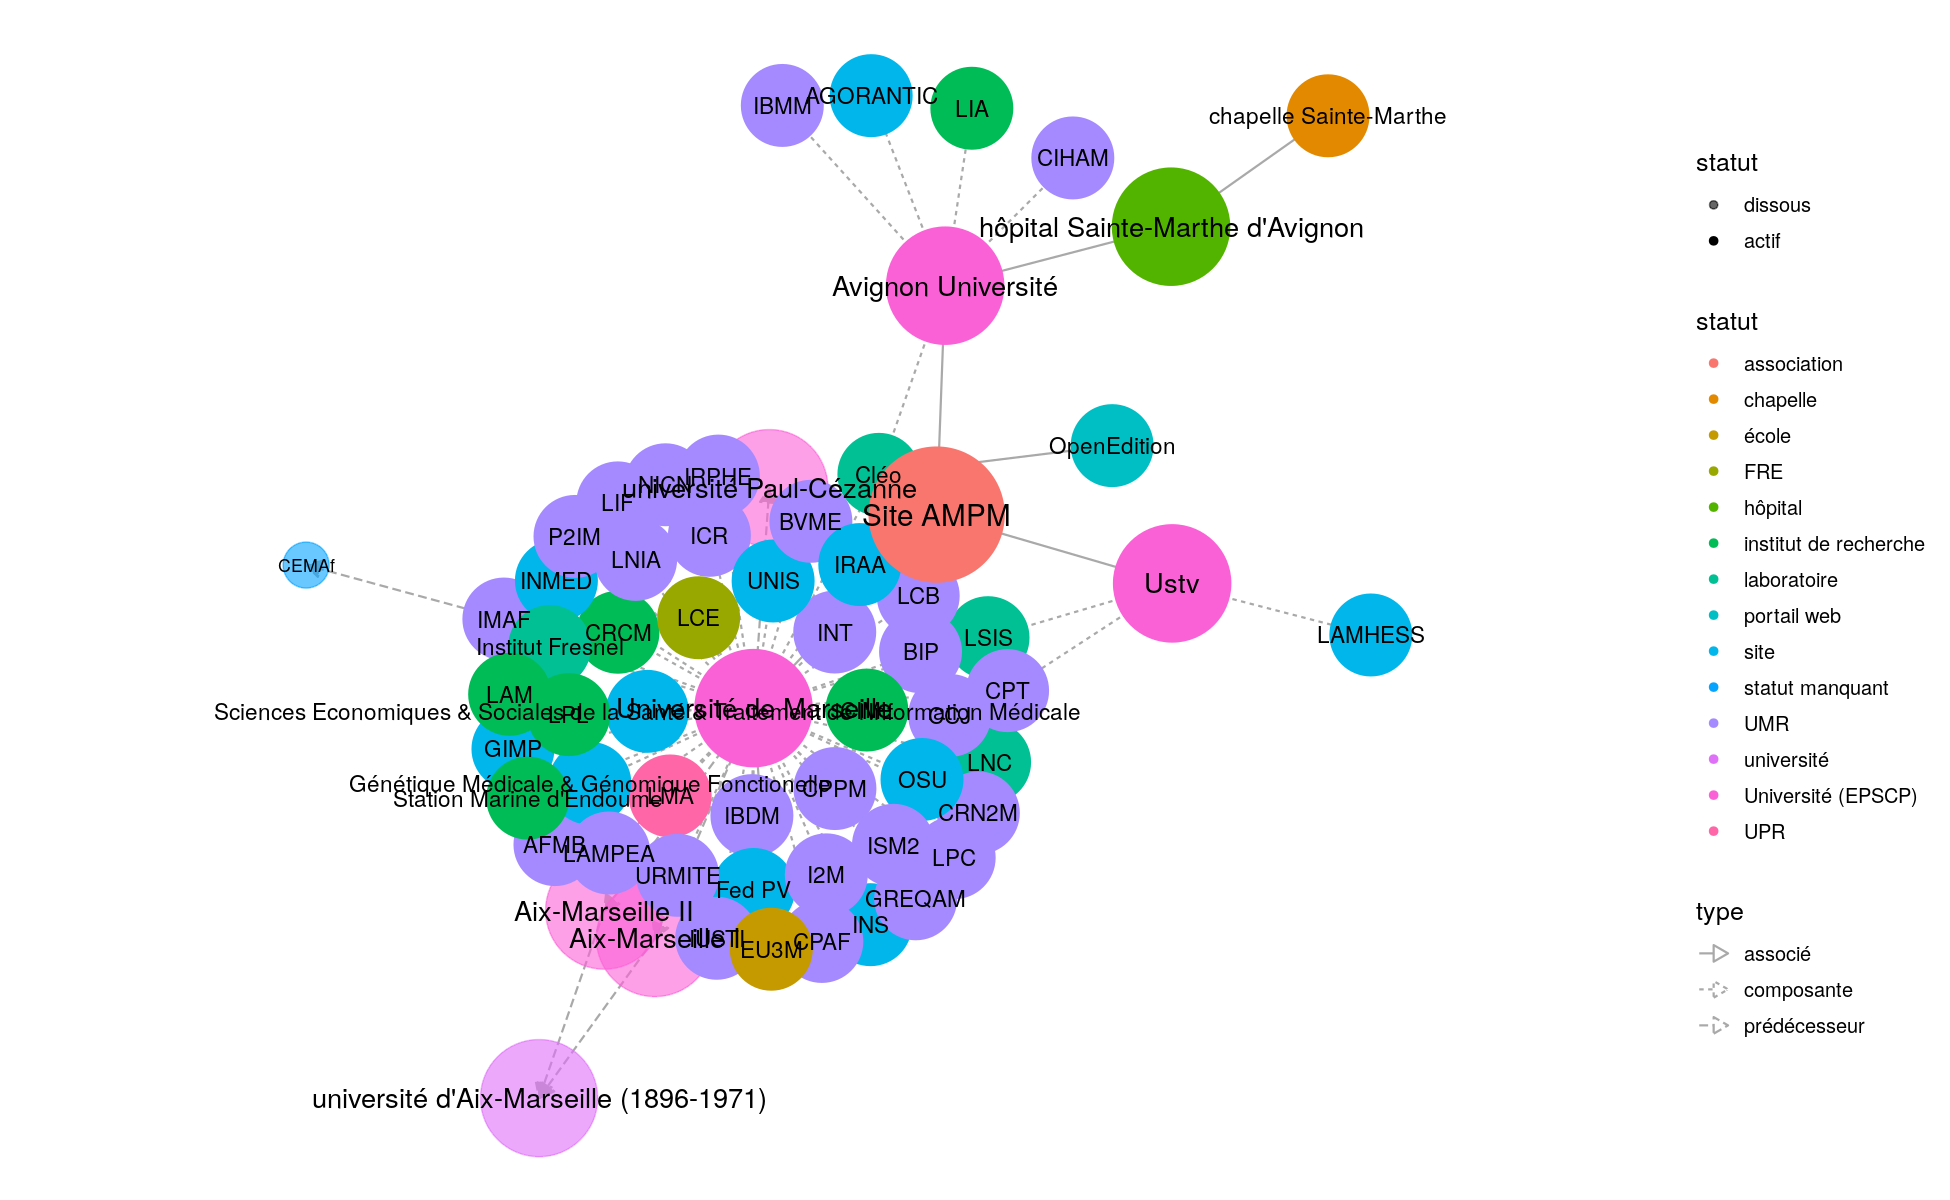 IBMM
AGORANTIC
LIA
chapelle Sainte-Marthe
CIHAM
hôpital Sainte-Marthe d'Avignon
Avignon Université
OpenEdition
Cléo
Site AMPM
IRPHE
NICN
université Paul-Cézanne
LIF
BVME
P2IM
ICR
LNIA
IRAA
UNIS
INMED
CEMAf
Ustv
LCB
IMAF
LCE
CRCM
INT
LSIS
LAMHESS
Institut Fresnel
BIP
CPT
LAM
Université de Marseille
Sciences Economiques & Sociales de la Santé & Traitement de l'Information Médicale
LPL
CCJ
GIMP
LNC
OSU
Génétique Médicale & Génomique Fonctionelle
CPPM
Station Marine d'Endoume
LMA
IBDM
CRN2M
AFMB
LAMPEA
ISM2
LPC
URMITE
I2M
Fed PV
GREQAM
Aix-Marseille II
INS
Aix-Marseille I
IUSTI
EU3M
CPAF
université d'Aix-Marseille (1896-1971)
statut
dissous
actif
statut
association
chapelle
école
FRE
hôpital
institut de recherche
laboratoire
portail web
site
statut manquant
UMR
université
Université (EPSCP)
UPR
type
associé
composante
prédécesseur